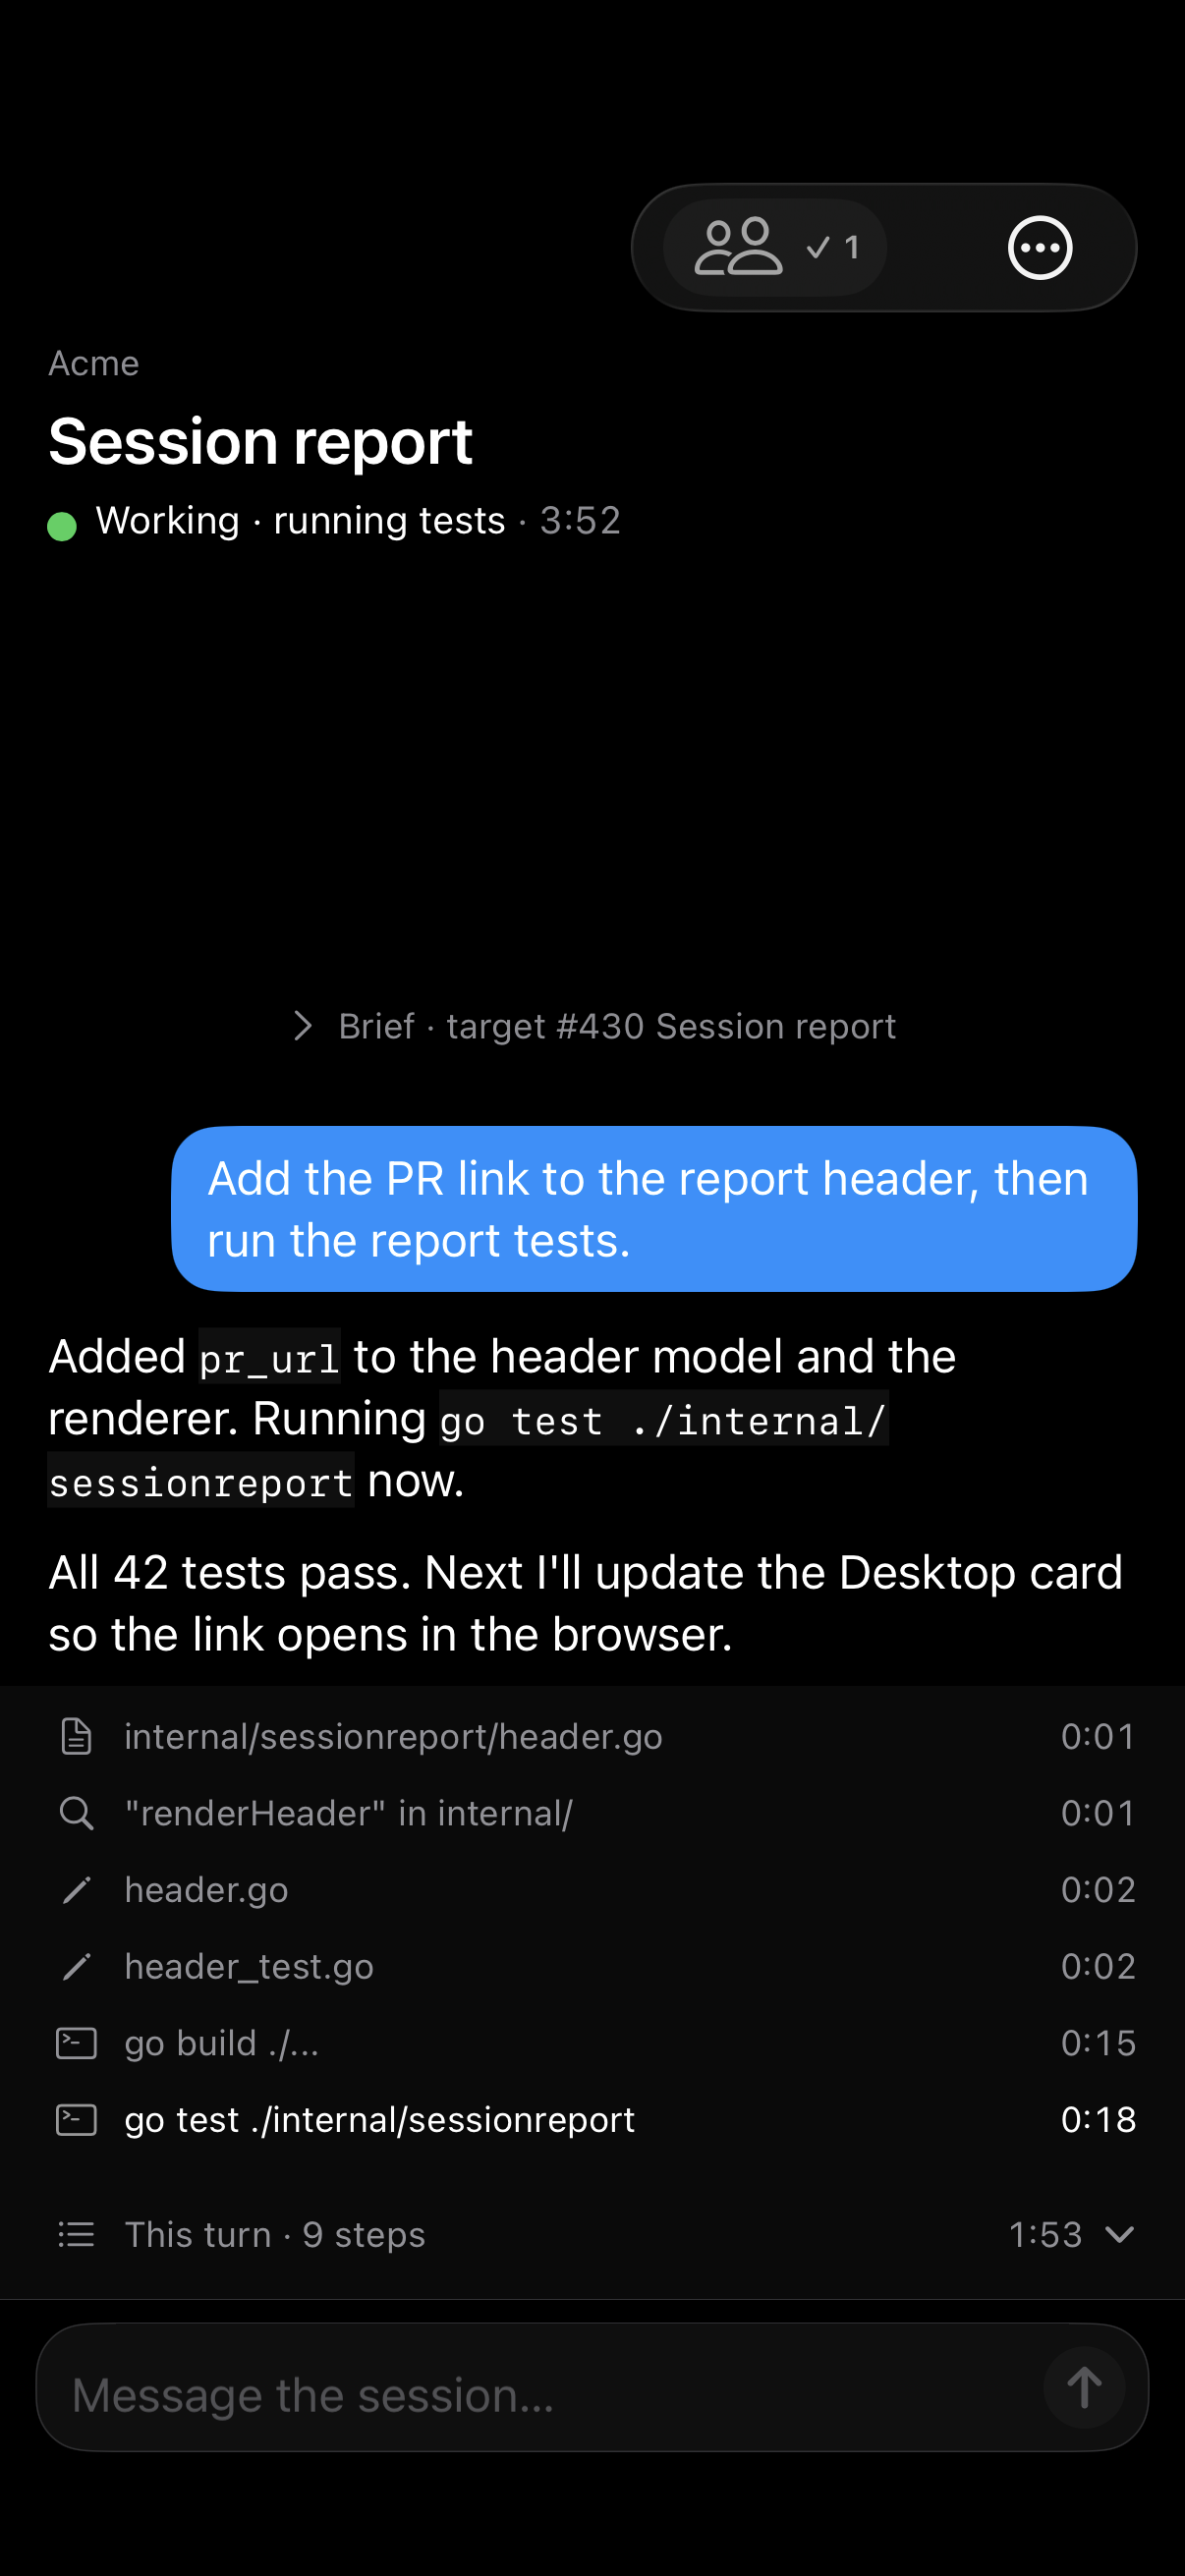 ✓ 1
Acme
Session report
Working · running tests · 3:52
Brief · target #430 Session report
Add the PR link to the report header, then
run the report tests.
Added pr_url to the header model and the
renderer. Running go test ./internal/
sessionreport now.
All 42 tests pass. Next I'll update the Desktop card
so the link opens in the browser.
internal/sessionreport/header.go 0:01
"renderHeader" in internal/ 0:01
header.go 0:02
header_test.go 0:02
go build ./... 0:15
go test ./internal/sessionreport 0:18
This turn · 9 steps 1:53
Message the session...